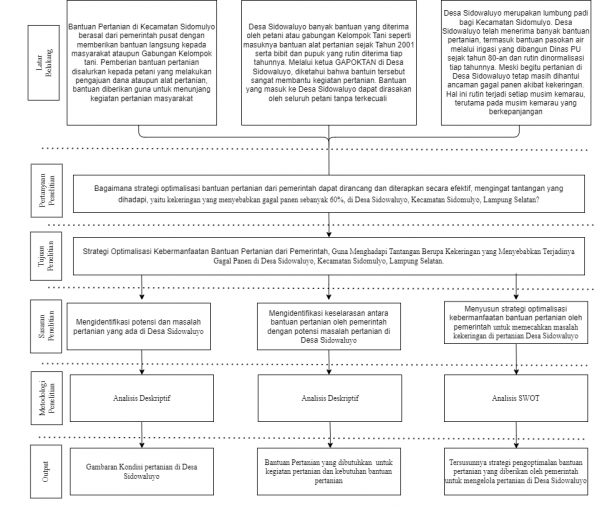 Latar
Belakang
Bantuan Pertanian di Kecamatan Sidomulyo
berasal dari pemerintah pusat dengan
memberikan bantuan langsung kepada
masyarakat ataupun Gabungan Kelompok
tani. Pemberian bantuan pertanian
disalurkan kepada petani yang melakukan
pengajuan dana ataupun alat pertanian,
bantuan diberikan guna untuk menunjang
kegiatan pertanian masyarakat
Desa Sidowaluyo banyak bantuan yang diterima
oleh petani atau gabungan Kelompok Tani seperti
masuknya bantuan alat pertanian sejak Tahun 2001
serta bibit dan pupuk yang rutin diterima tiap
tahunnya. Melalui ketua GAPOKTAN di Desa
Sidowaluyo, diketahui bahwa bantuin tersebut
sangat membantu kegiatan pertanian. Bantuan
yang masuk ke Desa Sidowaluyo dapat dirasakan
oleh seluruh petani tanpa terkecuali
Desa Sidowaluyo merupakan lumbung padi
bagi Kecamatan Sidomulyo. Desa
Sidowaluyo telah menerima banyak bantuan
pertanian, termasuk bantuan pasokan air
melalui irigasi yang dibangun Dinas PU
sejak tahun 80-an dan rutin dinormalisasi
tiap tahunnya. Meski begitu pertanian di
Desa Sidowaluyo tetap masih dihantui
ancaman gagal panen akibat kekeringan.
Hal ini rutin terjadi setiap musim kemarau,
terutama pada musim kemarau yang
berkepanjangan
Pertanyaan
Penelitian
Bagaimana strategi optimalisasi bantuan pertanian dari pemerintah dapat dirancang dan diterapkan secara efektif, mengingat tantangan yang
dihadapi, yaitu kekeringan yang menyebabkan gagal panen sebanyak 60%, di Desa Sidowaluyo, Kecamatan Sidomulyo, Lampung Selatan?
Tujuan
Penelitian
Strategi Optimalisasi Kebermanfaatan Bantuan Pertanian dari Pemerintah, Guna Menghadapi Tantangan Berupa Kekeringan yang Menyebabkan Terjadinya
Gagal Panen di Desa Sidowaluyo, Kecamatan Sidomulyo, Lampung Selatan.
Sasaran
Penelitian
Mengidentifikasi potensi dan masalah
pertanian yang ada di Desa Sidowaluyo
Mengidentifikasi keselarasan antara
bantuan pertanian oleh pemerintah
dengan potensi masalah pertanian di
Desa Sidowaluyo
Menyusun strategi optimalisasi
kebermanfaatan bantuan pertanian oleh
pemerintah untuk memecahkan masalah
kekeringan di pertanian Desa Sidowaluyo
Metodologi
Penelitian
Analisis Deskriptif
Analisis Deskriptif
Analisis SWOT
Output
Gambaran Kondisi pertanian di Desa
Sidowaluyo
Bantuan Pertanian yang dibutuhkan untuk
kegiatan pertanian dan kebutuhan bantuan
pertanian
Tersusunnya strategi pengoptimalan bantuan
pertanian yang diberikan oleh pemerintah
untuk mengelola pertanian di Desa Sidowaluyo